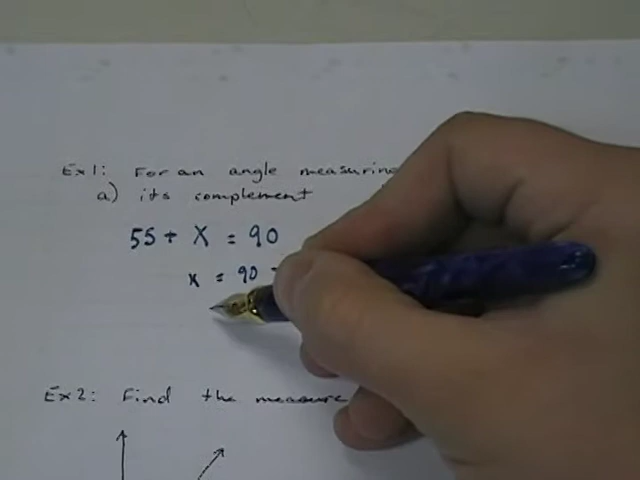 Ex1: For an angle measuring
a) its complement
55 + X = 90
x = 90 -
Ex2: Find the measure